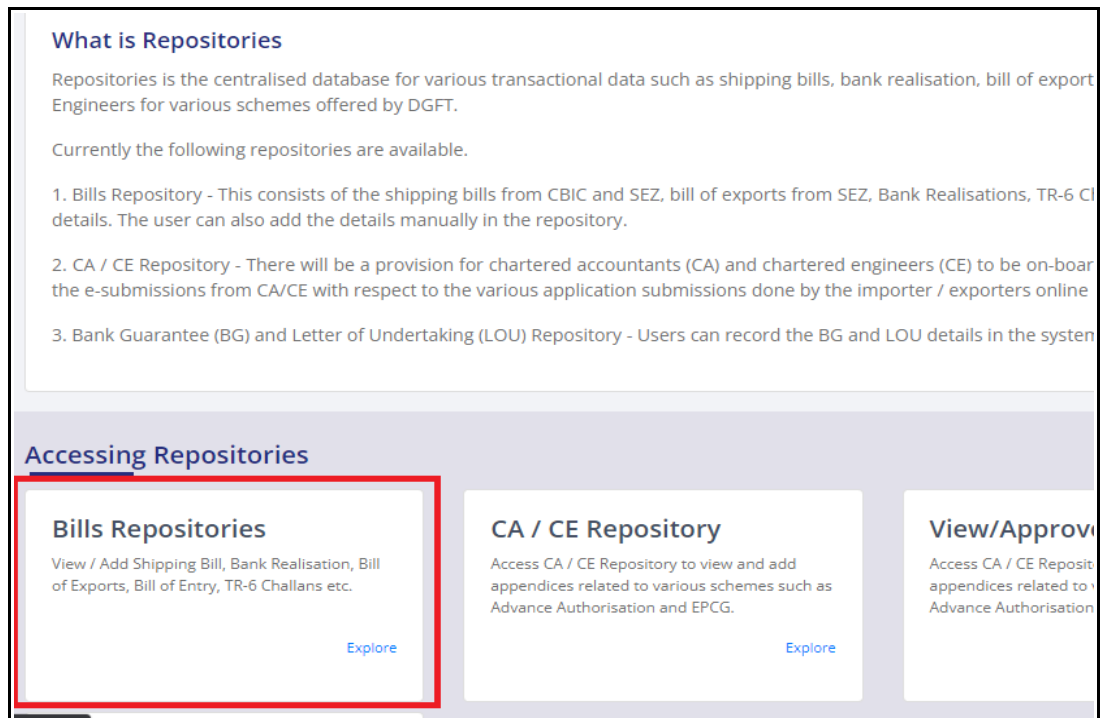 What is Repositories
Repositories is the centralised database for various transactional data such as shipping bills, bank realisation, bill of export
Engineers for various schemes offered by DGFT.
Currently the following repositories are available.
1. Bills Repository - This consists of the shipping bills from CBIC and SEZ, bill of exports from SEZ, Bank Realisations, TR-6
details. The user can also add the details manually in the repository.
2. CA / CE Repository - There will be a provision for chartered accountants (CA) and chartered engineers (CE) to be on-boar
the e-submissions from CA/CE with respect to the various application submissions done by the importer / exporters online
3. Bank Guarantee (BG) and Letter of Undertaking (LOU) Repository - Users can record the BG and LOU details in the system
Accessing Repositories
Bills Repositories
View / Add Shipping Bill, Bank Realisation, Bill
of Exports, Bill of Entry, TR-6 Challans etc.
Explore
CA / CE Repository
Access CA / CE Repository to view and add
appendices related to various schemes such as
Advance Authorisation and EPCG.
Explore
View/Approv
Access CA / CE Reposit
appendices related to
Advance Authorisation